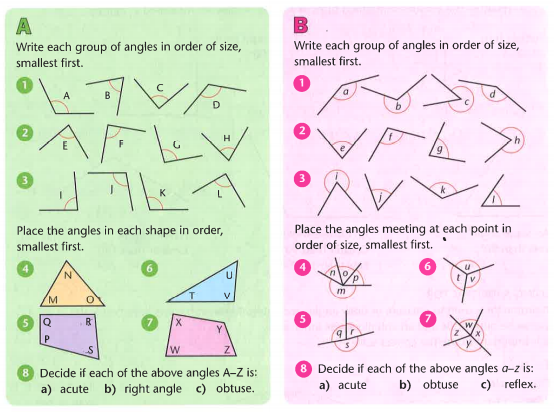 A
Write each group of angles in order of size,
smallest first.
1
A
B
C
D
2
E
F
G
H
3
I
J
K
L
Place the angles in each shape in order,
smallest first.
4
N
M
O
6
U
T
V
5
Q
R
P
S
7
X
Y
W
Z
8 Decide if each of the above angles A–Z is:
a) acute b) right angle c) obtuse.
B
Write each group of angles in order of size,
smallest first.
1
a
b
c
d
2
e
f
g
h
3
i
j
k
l
Place the angles meeting at each point in
order of size, smallest first.
4
n o p
m
6
u
t v
5
q r
s
7
w
z x
y
8 Decide if each of the above angles a–z is:
a) acute b) obtuse c) reflex.